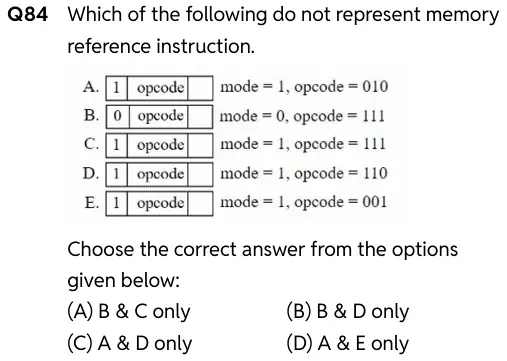 Q84 Which of the following do not represent memory
reference instruction.
A. 1 opcode mode = 1, opcode = 010
B. 0 opcode mode = 0, opcode = 111
C. 1 opcode mode = 1, opcode = 111
D. 1 opcode mode = 1, opcode = 110
E. 1 opcode mode = 1, opcode = 001
Choose the correct answer from the options
given below:
(A) B & C only (B) B & D only
(C) A & D only (D) A & E only